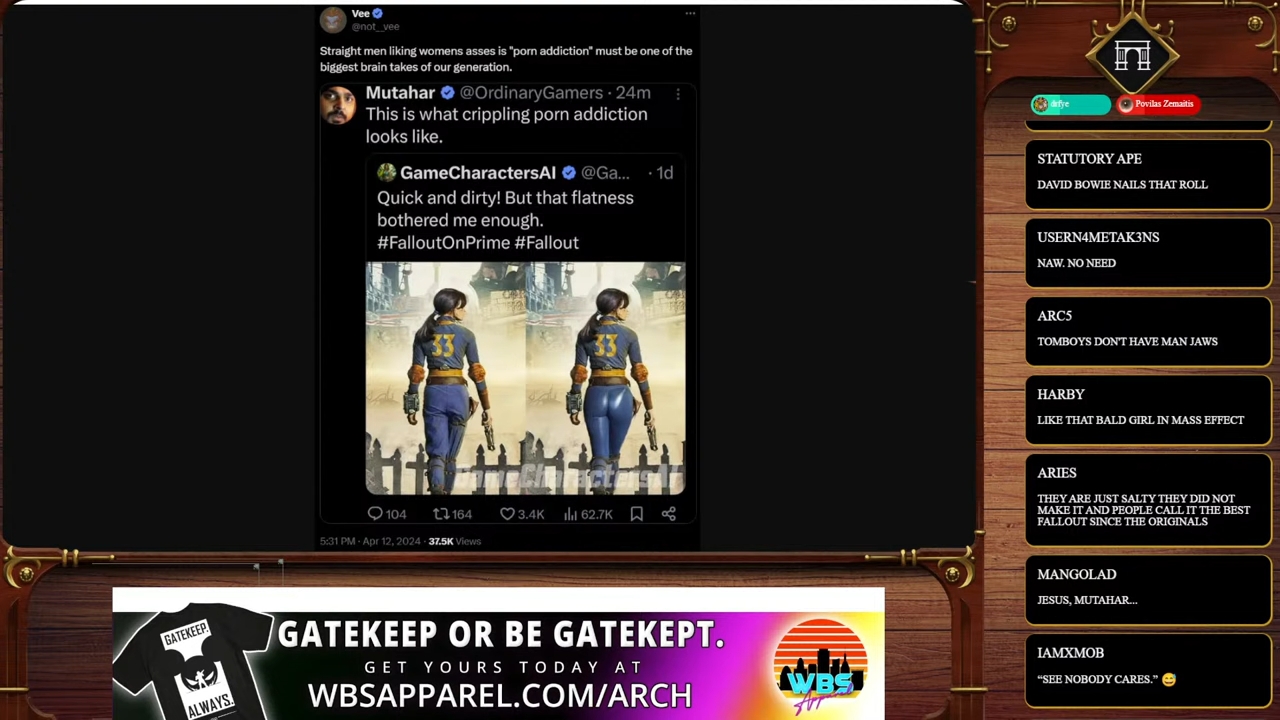 Vee
@not_vee
Straight men liking womens asses is "porn addiction" must be one of the
biggest brain takes of our generation.
Mutahar @OrdinaryGamers · 24m
This is what crippling porn addiction
looks like.
GameCharactersAI @Ga... · 1d
Quick and dirty! But that flatness
bothered me enough.
#FalloutOnPrime #Fallout
33 33
GameCharactersAI
104 164 3.4K 62.7K
5:31 PM · Apr 12, 2024 · 37.5K Views
drfye Povilas Zemaitis
STATUTORY APE
DAVID BOWIE NAILS THAT ROLL
USERN4METAK3NS
NAW. NO NEED
ARC5
TOMBOYS DON'T HAVE MAN JAWS
HARBY
LIKE THAT BALD GIRL IN MASS EFFECT
ARIES
THEY ARE JUST SALTY THEY DID NOT
MAKE IT AND PEOPLE CALL IT THE BEST
FALLOUT SINCE THE ORIGINALS
MANGOLAD
JESUS, MUTAHAR...
IAMXMOB
“SEE NOBODY CARES.” 😅
GATEKEEP.
ALWAYS.
GATEKEEP OR BE GATEKEPT.
GET YOURS TODAY AT
WBSAPPAREL.COM/ARCH
WBS
Apparel